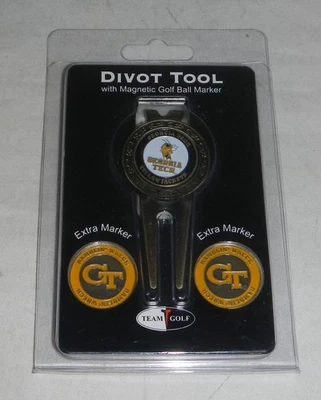 DIVOT TOOL
with Magnetic Golf Ball Marker
GEORGIA
TECH
Extra Marker
Extra Marker
GT
GT
TEAM GOLF